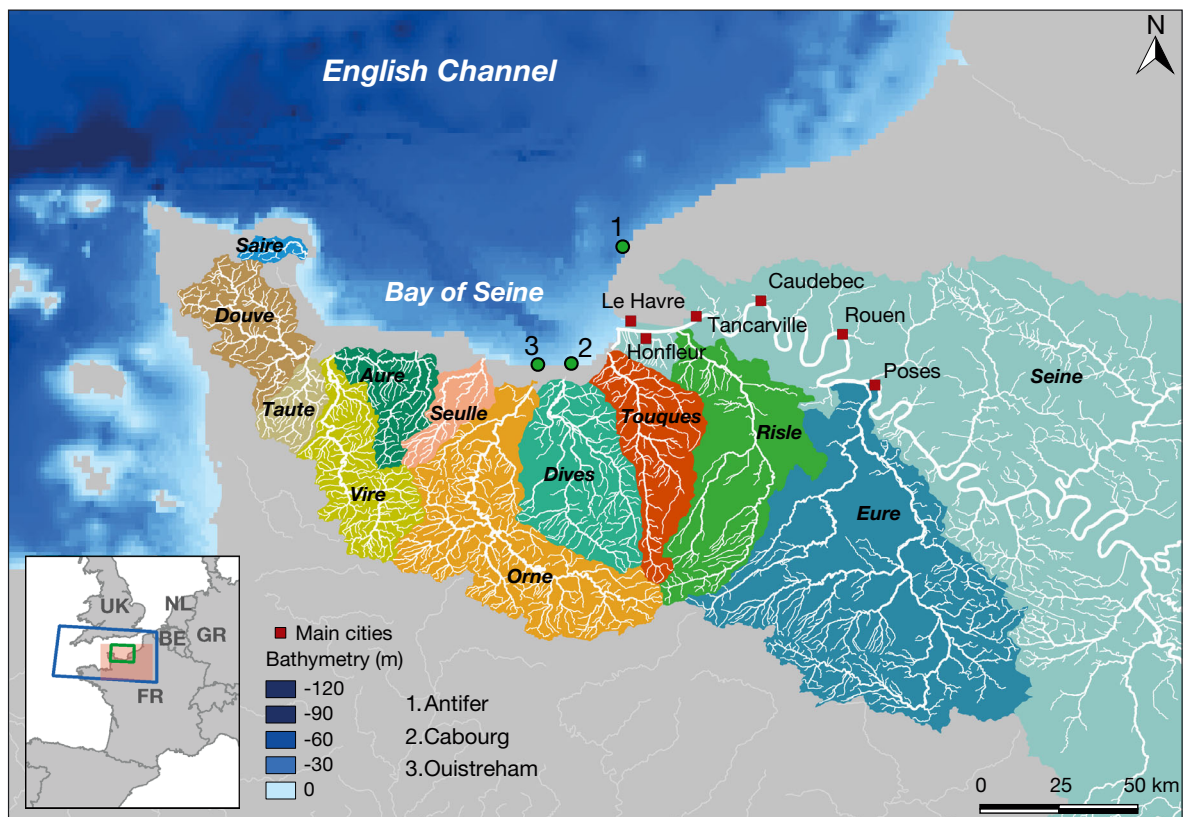 English Channel
N
1
Saire
Bay of Seine
Caudebec
Le Havre
Douve
Tancarville
Rouen
3
2
Honfleur
Poses
Seine
Aure
Taute
Seulle
Touques
Risle
Dives
Vire
Eure
Orne
UK
NL
BE
GR
FR
Main cities
Bathymetry (m)
-120
-90
-60
-30
0
1.Antifer
2.Cabourg
3.Ouistreham
0 25 50 km